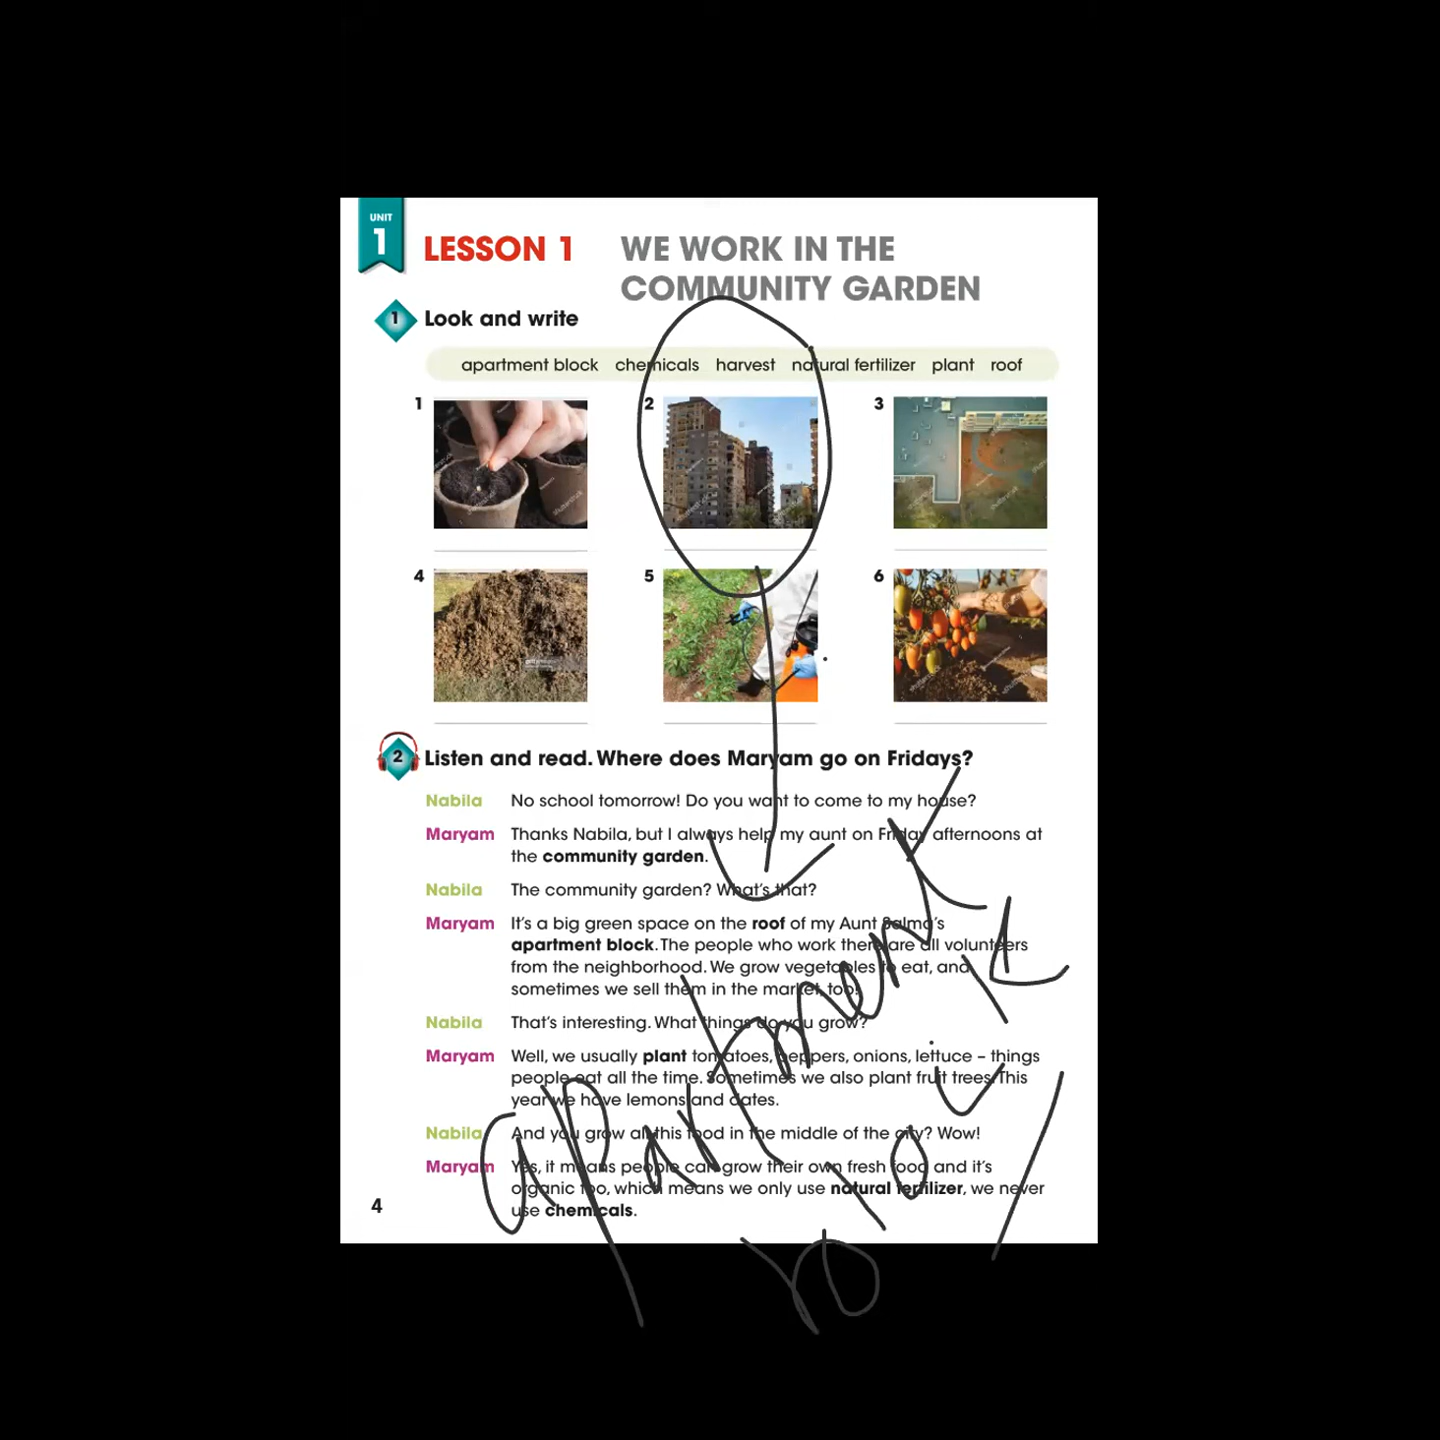 UNIT
1
LESSON 1
WE WORK IN THE
COMMUNITY GARDEN
1 Look and write
apartment block chemicals harvest natural fertilizer plant roof
1
2
3
4
5
6
2 Listen and read. Where does Maryam go on Fridays?
Nabila No school tomorrow! Do you want to come to my house?
Maryam Thanks Nabila, but I always help my aunt on Friday afternoons at
the community garden.
Nabila The community garden? What's that?
Maryam It's a big green space on the roof of my Aunt Salma's
apartment block. The people who work there are all volunteers
from the neighborhood. We grow vegetables to eat, and
sometimes we sell them in the market, too!
Nabila That's interesting. What things do you grow?
Maryam Well, we usually plant tomatoes, peppers, onions, lettuce – things
people eat all the time. Sometimes we also plant fruit trees. This
year we have lemons and dates.
Nabila And you grow all this food in the middle of the city? Wow!
Maryam Yes, it means people can grow their own fresh food and it's
organic too, which means we only use natural fertilizer, we never
use chemicals.
4
apartment
block